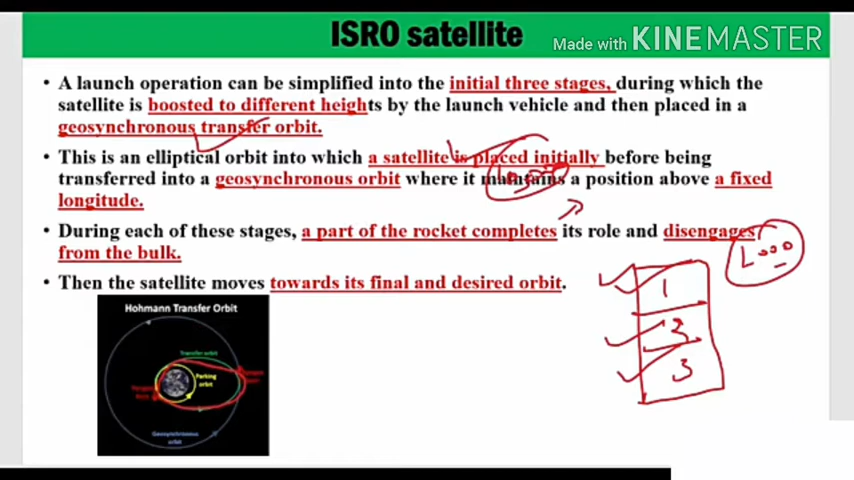 ISRO satellite
Made with KINEMASTER
• A launch operation can be simplified into the initial three stages, during which the
satellite is boosted to different heights by the launch vehicle and then placed in a
geosynchronous transfer orbit.
• This is an elliptical orbit into which a satellite is placed initially before being
transferred into a geosynchronous orbit where it maintains a position above a fixed
longitude.
• During each of these stages, a part of the rocket completes its role and disengages
from the bulk.
• Then the satellite moves towards its final and desired orbit.
1
2
3
Hohmann Transfer Orbit
Transfer orbit
Parking
orbit
Geosynchronous
orbit